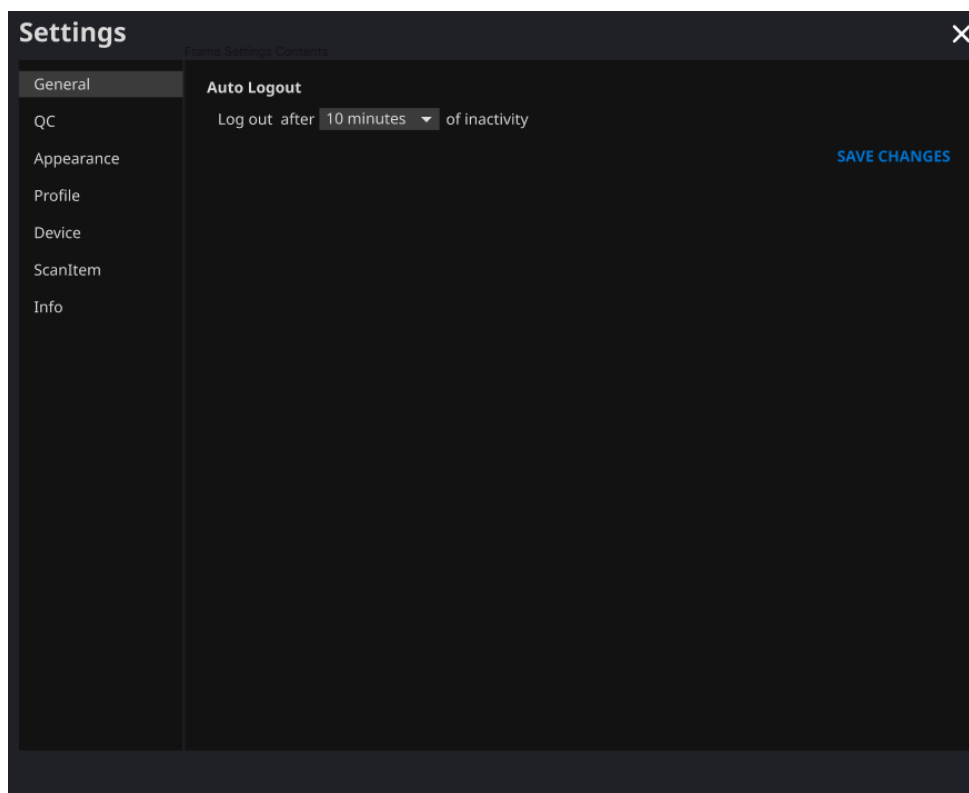 Settings
Frame Settings Contents
General
QC
Appearance
Profile
Device
ScanItem
Info
Auto Logout
Log out after 10 minutes of inactivity
SAVE CHANGES